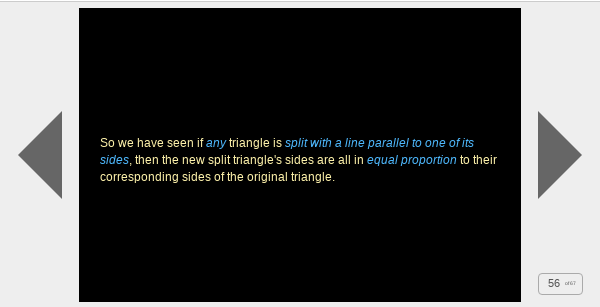 So we have seen if any triangle is split with a line parallel to one of its
sides, then the new split triangle's sides are all in equal proportion to their
corresponding sides of the original triangle.
56 of 67